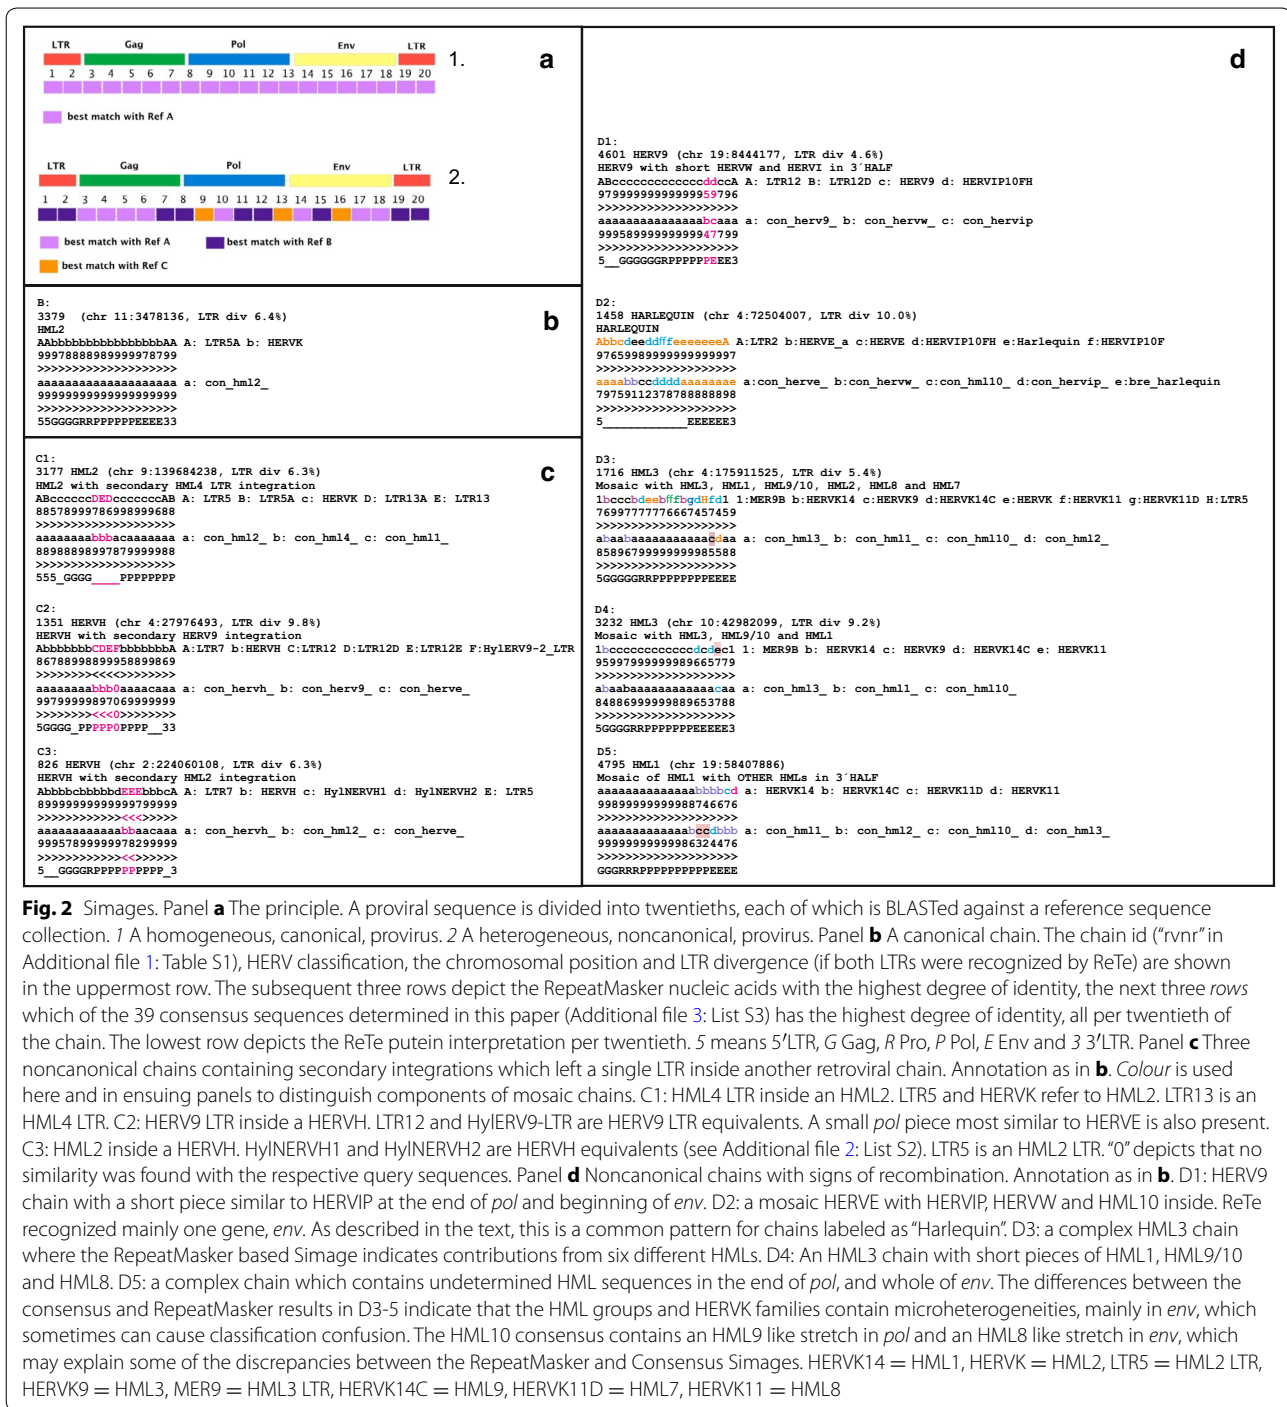 LTR Gag Pol Env LTR
1 2 3 4 5 6 7 8 9 10 11 12 13 14 15 16 17 18 19 20
1.
a
best match with Ref A
LTR Gag Pol Env LTR
2.
1 2 3 4 5 6 7 8 9 10 11 12 13 14 15 16 17 18 19 20
best match with Ref A best match with Ref B
best match with Ref C
b
B:
3379 (chr 11:3478136, LTR div 6.4%)
HML2
AAbbbbbbbbbbbbbbbbAA A: LTR5A b: HERVK
99978888989999978799
>>>>>>>>>>>>>>>>>>>>
aaaaaaaaaaaaaaaaaaaa a: con_hml2_
99999999999999999999
>>>>>>>>>>>>>>>>>>>>
55GGGGRRPPPPPPEEEE33
c
C1:
3177 HML2 (chr 9:139684238, LTR div 6.3%)
HML2 with secondary HML4 LTR integration
ABccccccDEDcccccccAB A: LTR5 B: LTR5A c: HERVK D: LTR13A E: LTR13
88578999786998999688
>>>>>>>>>>>>>>>>>>>>
aaaaaaaabbbacaaaaaaa a: con_hml2_ b: con_hml4_ c: con_hml1_
88988898997879999988
>>>>>>>>>>>>>>>>>>>>
555_GGGG____PPPPPPPP
C2:
1351 HERVH (chr 4:27976493, LTR div 9.8%)
HERVH with secondary HERV9 integration
AbbbbbbbCDEFbbbbbbbA A:LTR7 b:HERVH C:LTR12 D:LTR12D E:LTR12E F:HylERV9-2_LTR
86788998899958899869
>>>>>>>><<<<>>>>>>>>
aaaaaaaabbb0aaaacaaa a: con_hervh_ b: con_herv9_ c: con_herve_
99799999897069999999
>>>>>>>><<<0>>>>>>>>
5GGGG_PPPPP0PPPP__33
C3:
826 HERVH (chr 2:224060108, LTR div 6.3%)
HERVH with secondary HML2 integration
AbbbbcbbbbbdEEEbbbcA A: LTR7 b: HERVH c: HylNERVH1 d: HylNERVH2 E: LTR5
89999999999999799999
>>>>>>>>>>>><<<>>>>>
aaaaaaaaaaaabbaacaaa a: con_hervh_ b: con_hml2_ c: con_herve_
99957899999978299999
>>>>>>>>>>>><<>>>>>>
5__GGGGRPPPPPPPPPP_3
d
D1:
4601 HERV9 (chr 19:8444177, LTR div 4.6%)
HERV9 with short HERVW and HERVI in 3´HALF
ABcccccccccccccddccA A: LTR12 B: LTR12D c: HERV9 d: HERVIP10FH
97999999999999959796
>>>>>>>>>>>>>>>>>>>>
aaaaaaaaaaaaaaabcaaa a: con_herv9_ b: con_hervw_ c: con_hervip
99958999999999947799
>>>>>>>>>>>>>>>>>>>>
5__GGGGGGRPPPPPPEEE3
D2:
1458 HARLEQUIN (chr 4:72504007, LTR div 10.0%)
HARLEQUIN
AbbcdeeddfffeeeeeeeA A:LTR2 b:HERVE_a c:HERVE d:HERVIP10FH e:Harlequin f:HERVIP10F
97659989999999999997
>>>>>>>>>>>>>>>>>>>>
aaaabbccddddaaaaaaae a:con_herve_ b:con_hervw_ c:con_hml10_ d:con_hervip_ e:bre_harlequin
79759112378788888898
>>>>>>>>>>>>>>>>>>>>
5_____________EEEEEE3
D3:
1716 HML3 (chr 4:175911525, LTR div 5.4%)
Mosaic with HML3, HML1, HML9/10, HML2, HML8 and HML7
1bcccbdeebfffbgdHfd1 1:MER9B b:HERVK14 c:HERVK9 d:HERVK14C e:HERVK f:HERVK11 g:HERVK11D H:LTR5
76997777776667457459
>>>>>>>>>>>>>>>>>>>>
abaabaaaaaaaaaaacdaa a: con_hml3_ b: con_hml1_ c: con_hml10_ d: con_hml2_
85896799999999985588
>>>>>>>>>>>>>>>>>>>>
5GGGGGRRPPPPPPPPEEEE
D4:
3232 HML3 (chr 10:42982099, LTR div 9.2%)
Mosaic with HML3, HML9/10 and HML1
1bccccccccccccdcdec1 1: MER9B b: HERVK14 c: HERVK9 d: HERVK14C e: HERVK11
95997999999989665779
>>>>>>>>>>>>>>>>>>>>
abaabaaaaaaaaaaaacaa a: con_hml3_ b: con_hml1_ c: con_hml10_
84886999999889653788
>>>>>>>>>>>>>>>>>>>>
5GGGGRRPPPPPPPEEEEE3
D5:
4795 HML1 (chr 19:58407886)
Mosaic of HML1 with OTHER HMLs in 3´HALF
aaaaaaaaaaaaaabbbbcd a: HERVK14 b: HERVK14C c: HERVK11D d: HERVK11
99899999999988746676
>>>>>>>>>>>>>>>>>>>>
aaaaaaaaaaaaabccdbbb a: con_hml1_ b: con_hml2_ c: con_hml10_ d: con_hml3_
99999999999986324476
>>>>>>>>>>>>>>>>>>>>
GGGRRRPPPPPPPPPPEEEE
Fig. 2 Simages. Panel a The principle. A proviral sequence is divided into twentieths, each of which is BLASTed against a reference sequence
collection. 1 A homogeneous, canonical, provirus. 2 A heterogeneous, noncanonical, provirus. Panel b A canonical chain. The chain id ("rvnr" in
Additional file 1: Table S1), HERV classification, the chromosomal position and LTR divergence (if both LTRs were recognized by ReTe) are shown
in the uppermost row. The subsequent three rows depict the RepeatMasker nucleic acids with the highest degree of identity, the next three rows
which of the 39 consensus sequences determined in this paper (Additional file 3: List S3) has the highest degree of identity, all per twentieth of
the chain. The lowest row depicts the ReTe putein interpretation per twentieth. 5 means 5′LTR, G Gag, R Pro, P Pol, E Env and 3 3′LTR. Panel c Three
noncanonical chains containing secondary integrations which left a single LTR inside another retroviral chain. Annotation as in b. Colour is used
here and in ensuing panels to distinguish components of mosaic chains. C1: HML4 LTR inside an HML2. LTR5 and HERVK refer to HML2. LTR13 is an
HML4 LTR. C2: HERV9 LTR inside a HERVH. LTR12 and HylERV9-LTR are HERV9 LTR equivalents. A small pol piece most similar to HERVE is also present.
C3: HML2 inside a HERVH. HylNERVH1 and HylNERVH2 are HERVH equivalents (see Additional file 2: List S2). LTR5 is an HML2 LTR. "0" depicts that no
similarity was found with the respective query sequences. Panel d Noncanonical chains with signs of recombination. Annotation as in b. D1: HERV9
chain with a short piece similar to HERVIP at the end of pol and beginning of env. D2: a mosaic HERVE with HERVIP, HERVW and HML10 inside. ReTe
recognized mainly one gene, env. As described in the text, this is a common pattern for chains labeled as "Harlequin". D3: a complex HML3 chain
where the RepeatMasker based Simage indicates contributions from six different HMLs. D4: An HML3 chain with short pieces of HML1, HML9/10
and HML8. D5: a complex chain which contains undetermined HML sequences in the end of pol, and whole of env. The differences between the
consensus and RepeatMasker results in D3-5 indicate that the HML groups and HERVK families contain microheterogeneities, mainly in env, which
sometimes can cause classification confusion. The HML10 consensus contains an HML9 like stretch in pol and an HML8 like stretch in env, which
may explain some of the discrepancies between the RepeatMasker and Consensus Simages. HERVK14 = HML1, HERVK = HML2, LTR5 = HML2 LTR,
HERVK9 = HML3, MER9 = HML3 LTR, HERVK14C = HML9, HERVK11D = HML7, HERVK11 = HML8